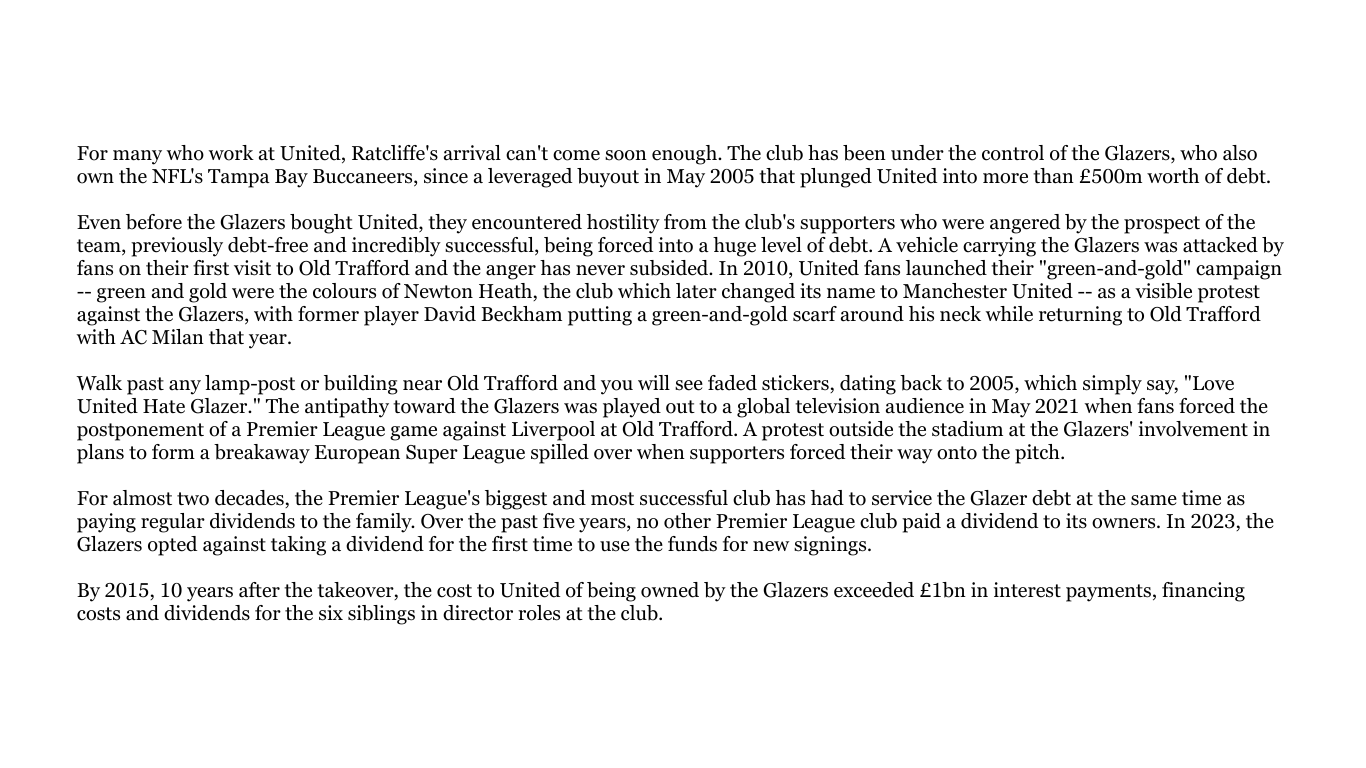 For many who work at United, Ratcliffe's arrival can't come soon enough. The club has been under the control of the Glazers, who also
own the NFL's Tampa Bay Buccaneers, since a leveraged buyout in May 2005 that plunged United into more than £500m worth of debt.
Even before the Glazers bought United, they encountered hostility from the club's supporters who were angered by the prospect of the
team, previously debt-free and incredibly successful, being forced into a huge level of debt. A vehicle carrying the Glazers was attacked by
fans on their first visit to Old Trafford and the anger has never subsided. In 2010, United fans launched their "green-and-gold" campaign
-- green and gold were the colours of Newton Heath, the club which later changed its name to Manchester United -- as a visible protest
against the Glazers, with former player David Beckham putting a green-and-gold scarf around his neck while returning to Old Trafford
with AC Milan that year.
Walk past any lamp-post or building near Old Trafford and you will see faded stickers, dating back to 2005, which simply say, "Love
United Hate Glazer." The antipathy toward the Glazers was played out to a global television audience in May 2021 when fans forced the
postponement of a Premier League game against Liverpool at Old Trafford. A protest outside the stadium at the Glazers' involvement in
plans to form a breakaway European Super League spilled over when supporters forced their way onto the pitch.
For almost two decades, the Premier League's biggest and most successful club has had to service the Glazer debt at the same time as
paying regular dividends to the family. Over the past five years, no other Premier League club paid a dividend to its owners. In 2023, the
Glazers opted against taking a dividend for the first time to use the funds for new signings.
By 2015, 10 years after the takeover, the cost to United of being owned by the Glazers exceeded £1bn in interest payments, financing
costs and dividends for the six siblings in director roles at the club.